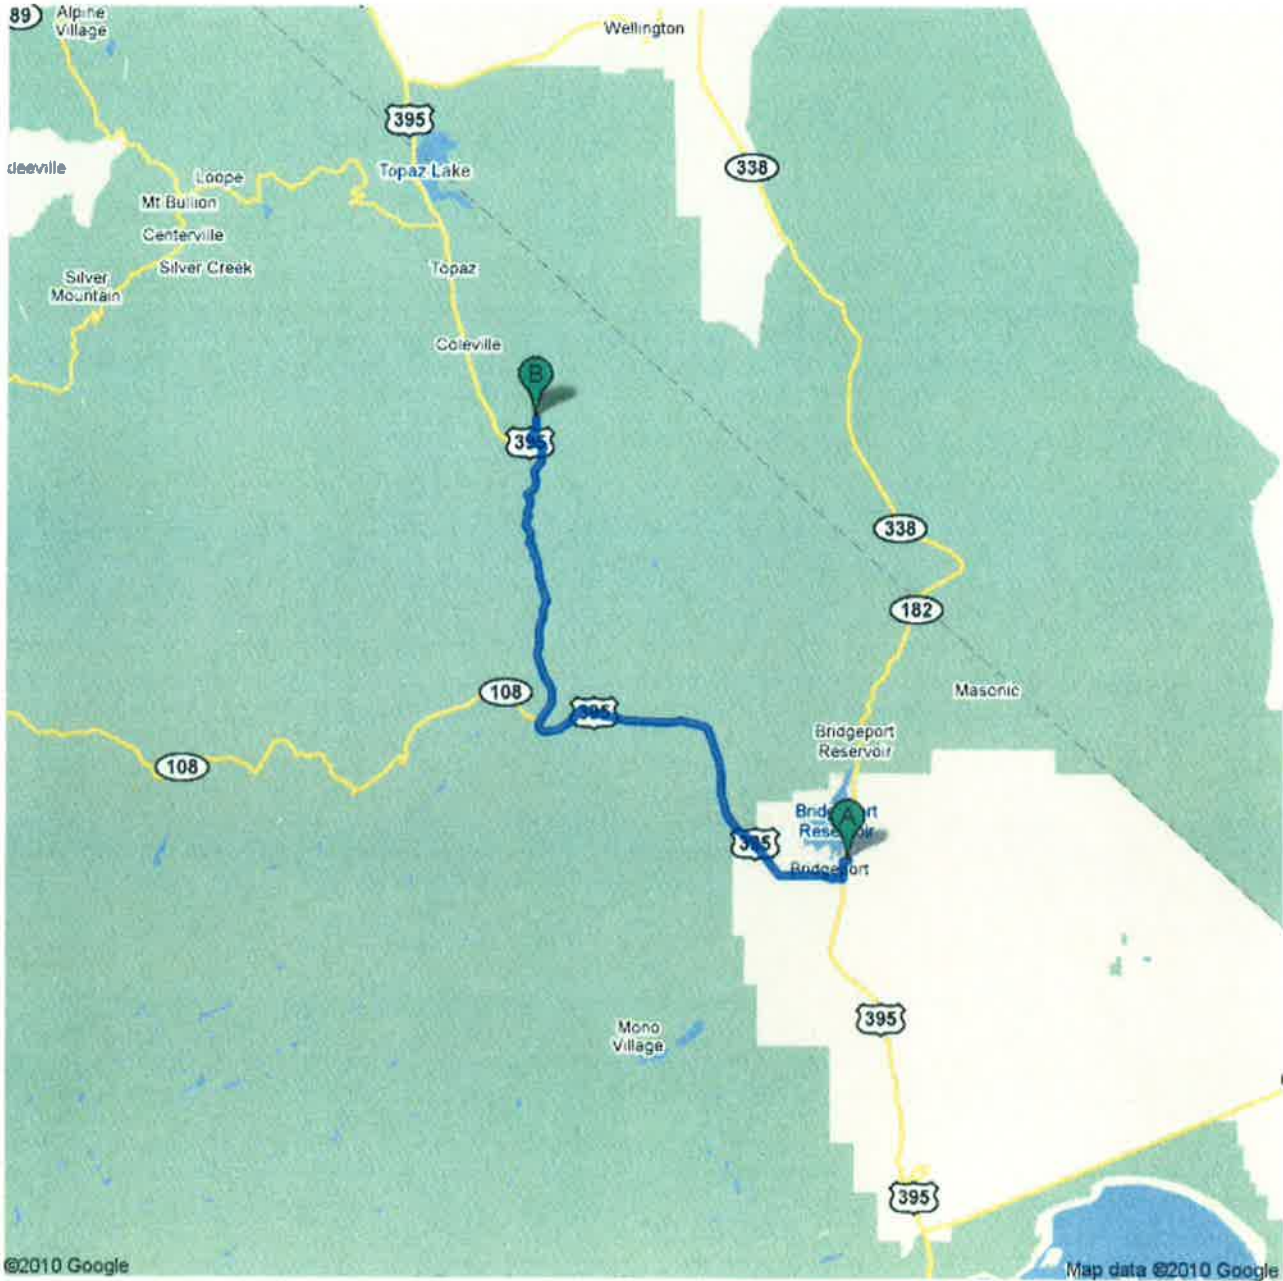 89
Alpine
Village
Wellington
395
338
Loope
Topaz Lake
Mt Bullion
Centerville
Silver Creek
Silver
Mountain
Topaz
Coleville
B
395
338
182
108
395
Masonic
Bridgeport
Reservoir
108
A
Reservoir
395
Bridgeport
395
Mono
Village
395
©2010 Google
Map data ©2010 Google